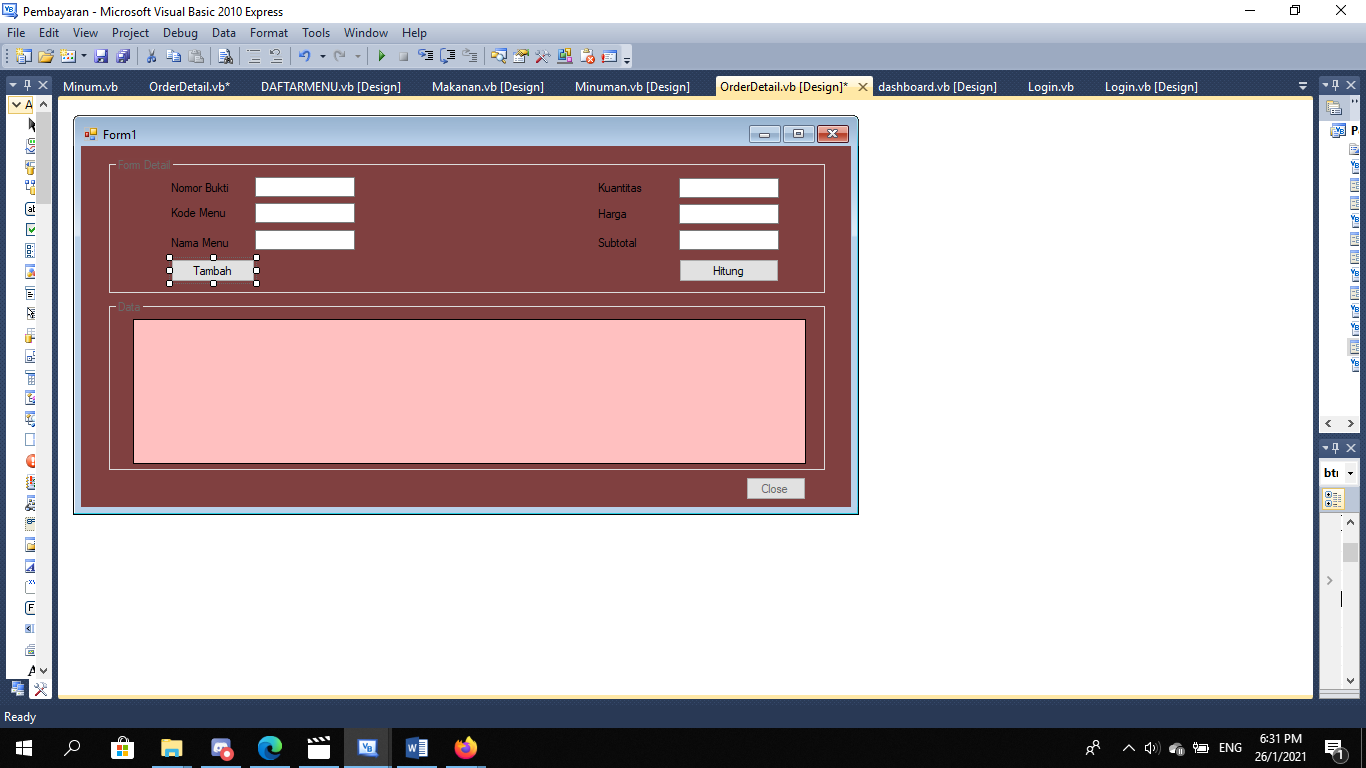 Pembayaran - Microsoft Visual Basic 2010 Express
File Edit View Project Debug Data Format Tools Window Help
Minum.vb OrderDetail.vb* DAFTARMENU.vb [Design] Makanan.vb [Design] Minuman.vb [Design] OrderDetail.vb [Design]* dashboard.vb [Design] Login.vb Login.vb [Design]
Form1
Form Detail
Nomor Bukti Kuantitas
Kode Menu Harga
Nama Menu Subtotal
Tambah Hitung
Data
Close
Ready
ENG
6:31 PM
26/1/2021
1